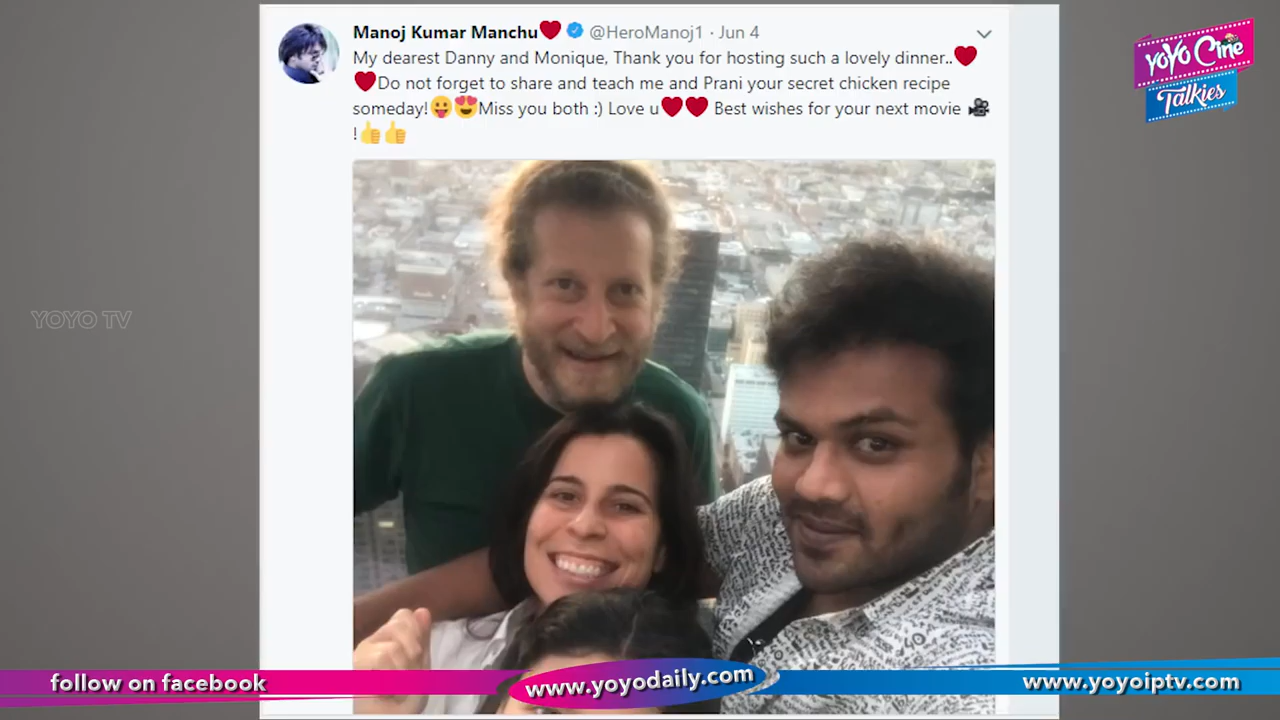 Manoj Kumar Manchu❤️ @HeroManoj1 · Jun 4
My dearest Danny and Monique, Thank you for hosting such a lovely dinner..❤️
❤️Do not forget to share and teach me and Prani your secret chicken recipe
someday!😛😍Miss you both :) Love u❤️❤️ Best wishes for your next movie 🎥
!👍👍
YOYO Cine
Talkies
YOYO TV
follow on facebook
www.yoyodaily.com
www.yoyoiptv.com